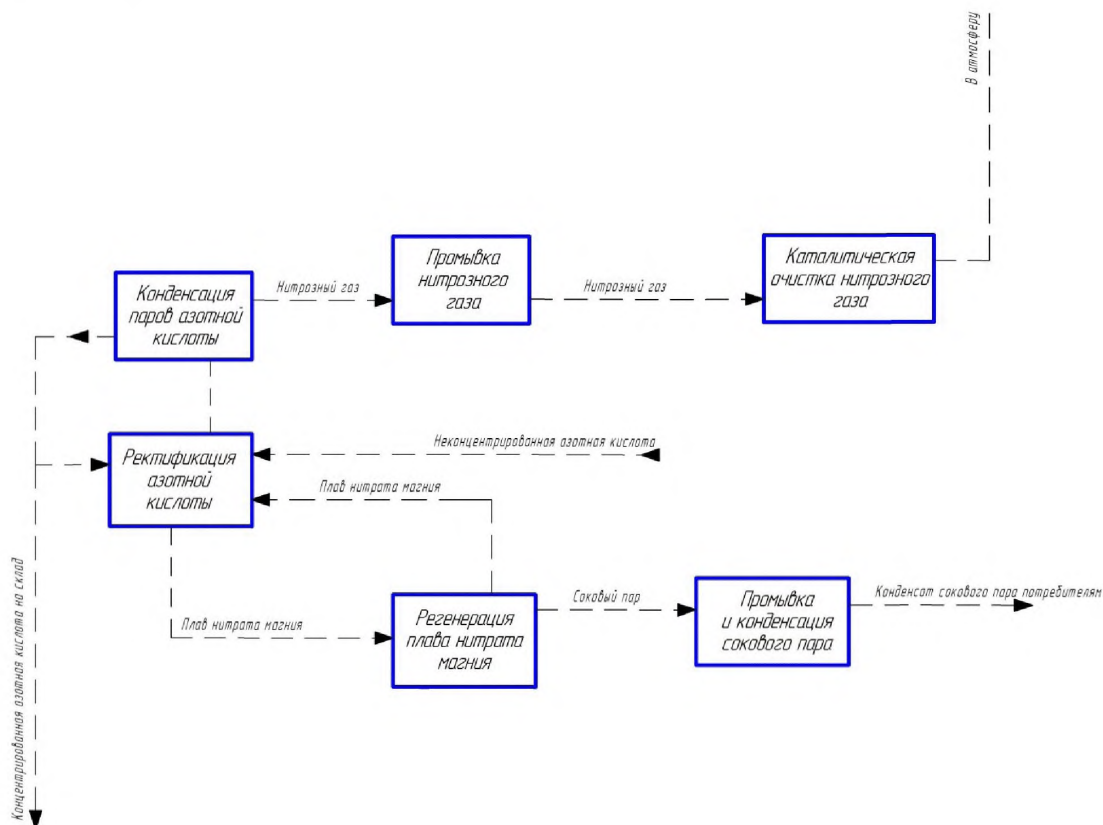 В атмосферу
Промывка
нитрозного
газа
Каталитическая
очистка нитрозного
газа
Конденсация
паров азотной
кислоты
Нитрозный газ
Нитрозный газ
Ректификация
азотной
кислоты
Неконцентрированная азотная кислота
Плав нитрата магния
Концентрированная азотная кислота на склад
Плав нитрата магния
Регенерация
плава нитрата
магния
Соковый пар
Промывка
и конденсация
сокового пара
Конденсат сокового пара потребителям